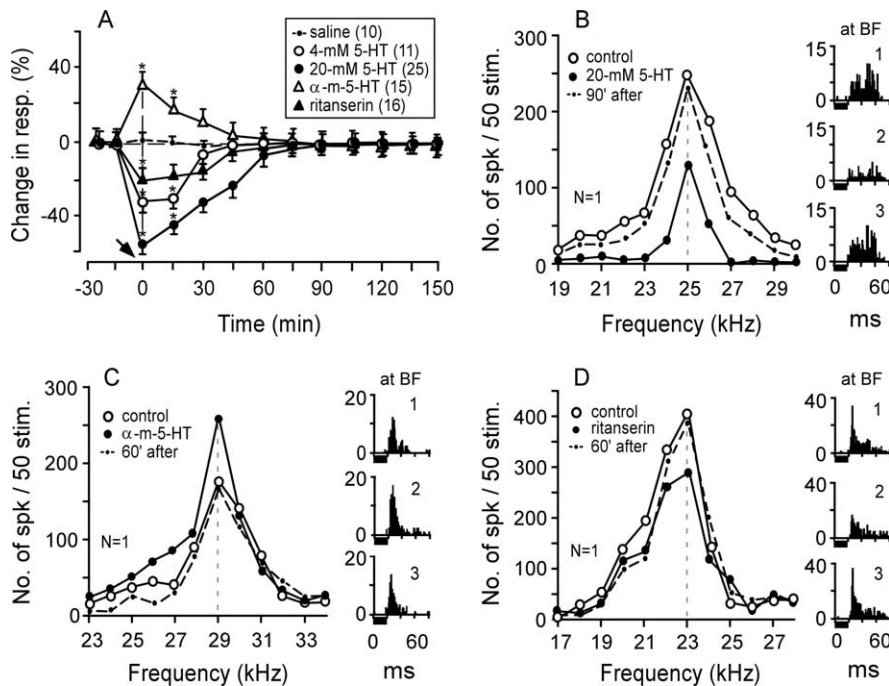 A
saline (10)
4-mM 5-HT (11)
20-mM 5-HT (25)
α-m-5-HT (15)
ritanserin (16)
Change in resp. (%)
40
0
-40
* * * * * * *
-30 0 30 60 90 120 150
Time (min)
B
control
20-mM 5-HT
90' after
No. of spk / 50 stim.
300
250
200
150
100
50
0
N=1
19 21 23 25 27 29
Frequency (kHz)
at BF
15 1
0
15 2
0
15 3
0
0 60
ms
C
control
α-m-5-HT
60' after
No. of spk / 50 stim.
300
250
150
100
50
0
N=1
23 25 27 29 31 33
Frequency (kHz)
at BF
20 1
0
20 2
0
20 3
0
0 60
ms
D
control
ritanserin
60' after
No. of spk / 50 stim.
400
300
200
100
0
N=1
17 19 21 23 25 27
Frequency (kHz)
at BF
40 1
0
40 2
0
40 3
0
0 60
ms